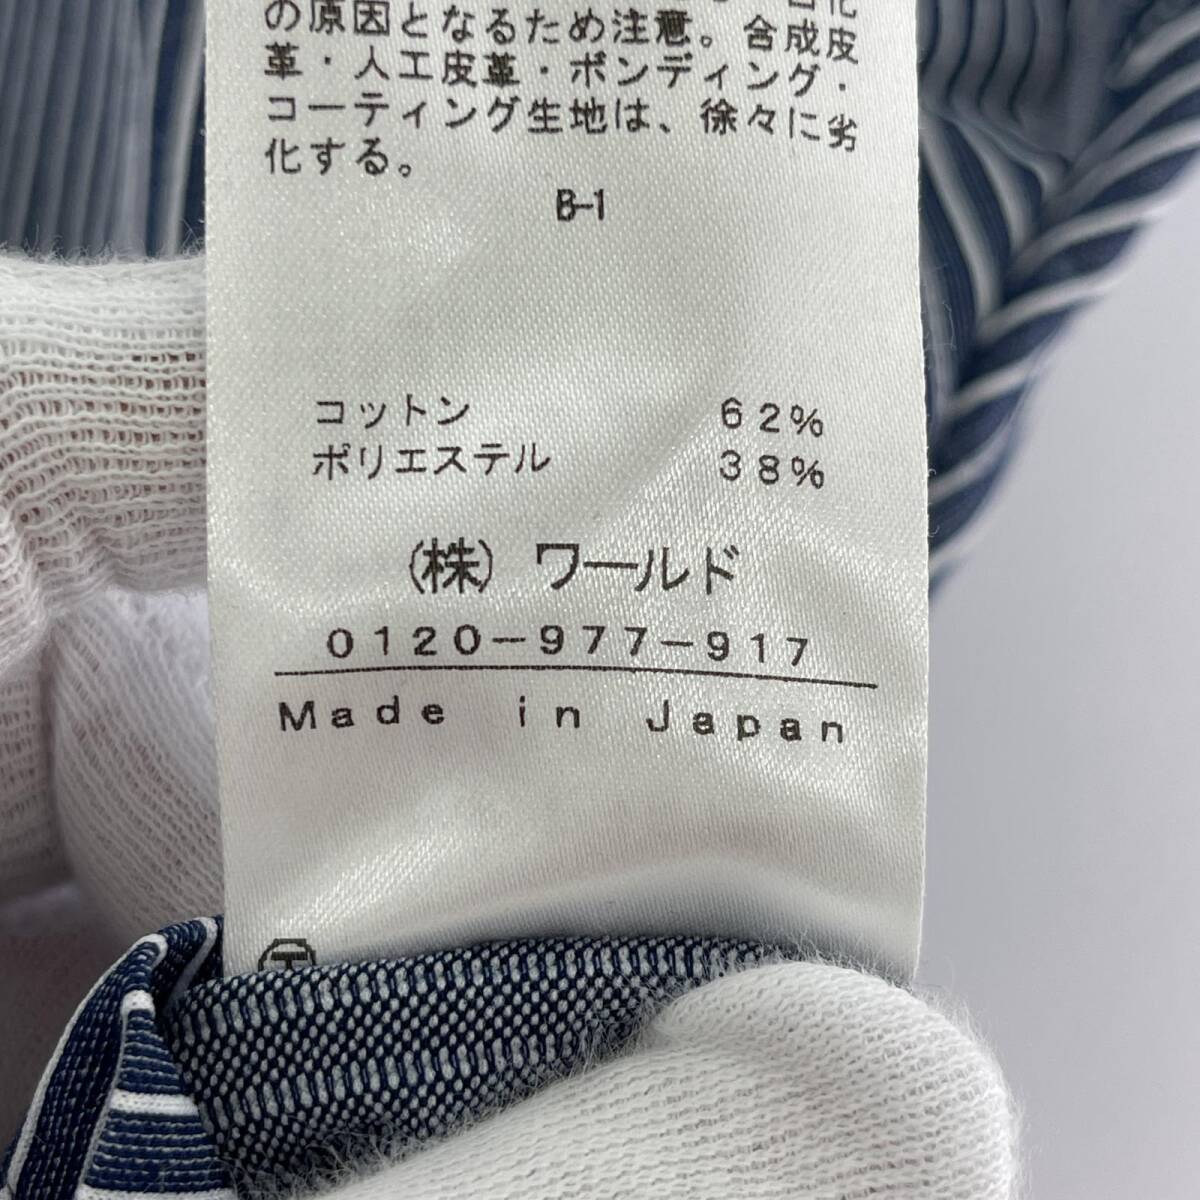 の原因となるため注意。合成皮
革・人工皮革・ボンディング・
コーティング生地は、徐々に劣
化する。
B-1
コットン 62%
ポリエステル 38%
(株) ワールド
0120-977-917
Made in Japan